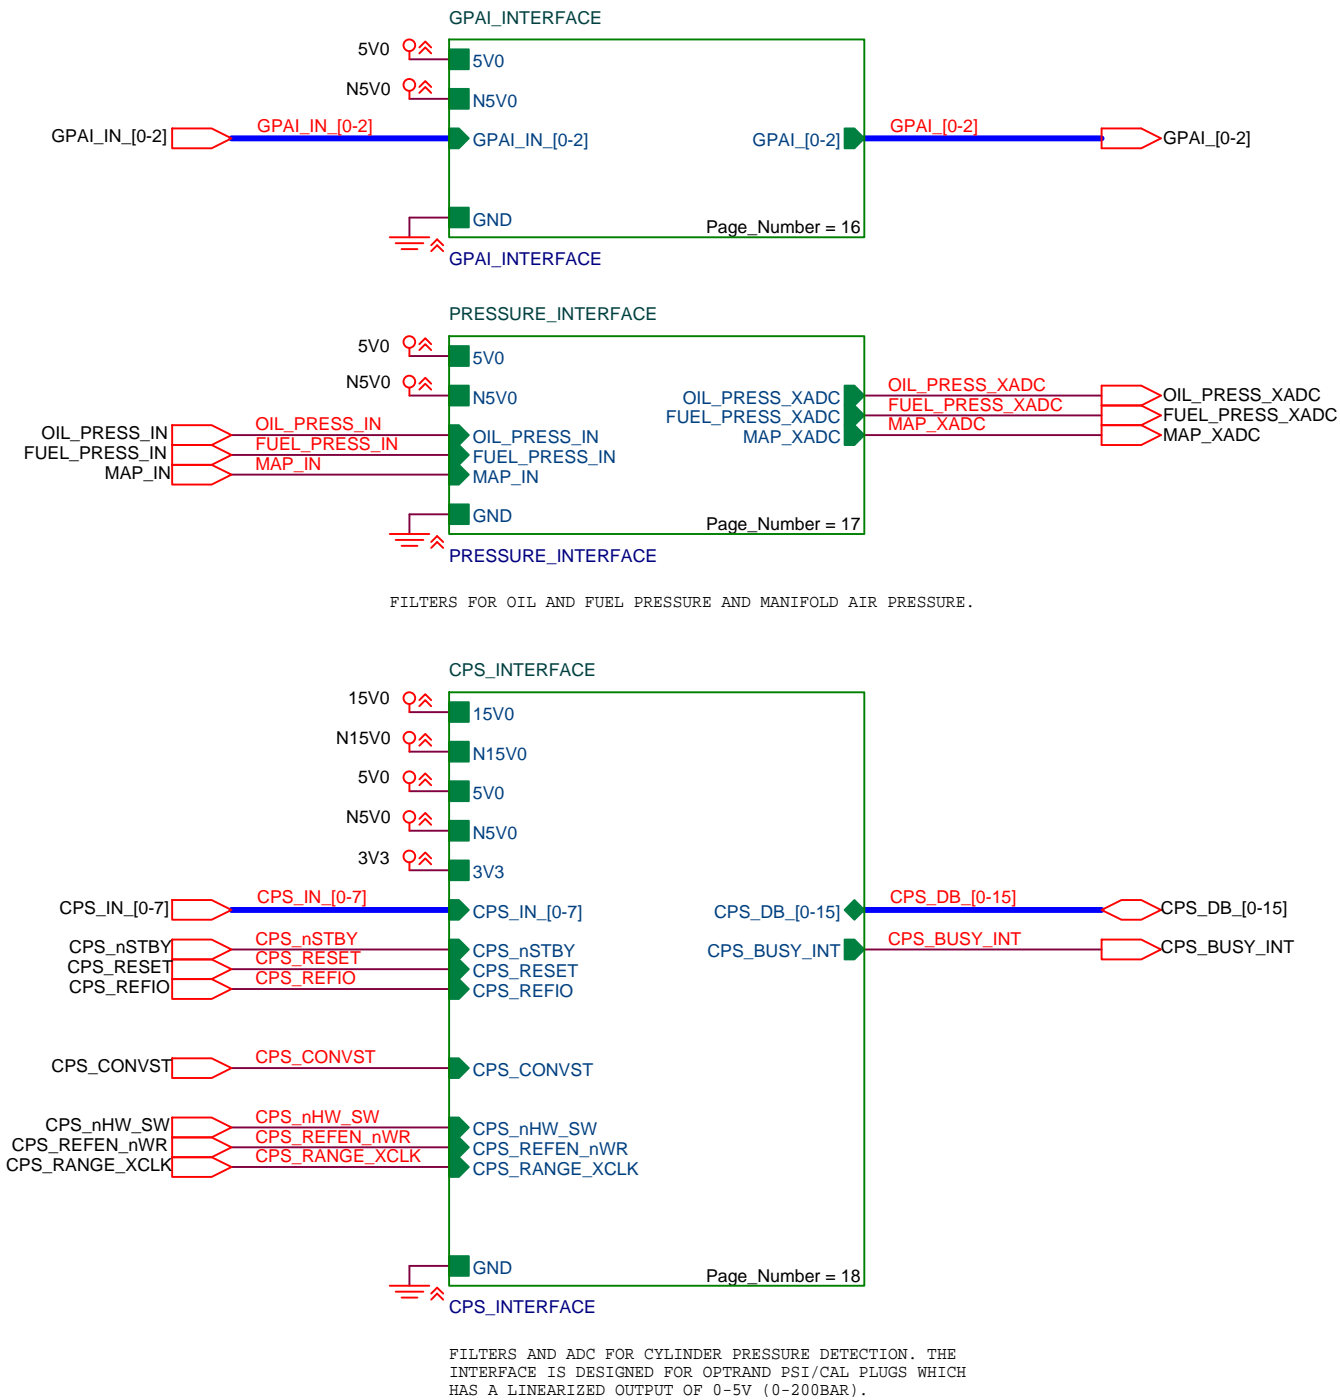 GPAI_INTERFACE
5V0
5V0
N5V0
N5V0
GPAI_IN_[0-2]
GPAI_IN_[0-2]
GPAI_IN_[0-2]
GPAI_[0-2]
GPAI_[0-2]
GPAI_[0-2]
GND
Page_Number = 16
GPAI_INTERFACE
PRESSURE_INTERFACE
5V0
5V0
N5V0
N5V0
OIL_PRESS_XADC
OIL_PRESS_XADC
OIL_PRESS_XADC
FUEL_PRESS_XADC
FUEL_PRESS_XADC
FUEL_PRESS_XADC
MAP_XADC
MAP_XADC
MAP_XADC
OIL_PRESS_IN
OIL_PRESS_IN
OIL_PRESS_IN
FUEL_PRESS_IN
FUEL_PRESS_IN
FUEL_PRESS_IN
MAP_IN
MAP_IN
MAP_IN
GND
Page_Number = 17
PRESSURE_INTERFACE
FILTERS FOR OIL AND FUEL PRESSURE AND MANIFOLD AIR PRESSURE.
CPS_INTERFACE
15V0
15V0
N15V0
N15V0
5V0
5V0
N5V0
N5V0
3V3
3V3
CPS_IN_[0-7]
CPS_IN_[0-7]
CPS_IN_[0-7]
CPS_DB_[0-15]
CPS_DB_[0-15]
CPS_DB_[0-15]
CPS_nSTBY
CPS_nSTBY
CPS_nSTBY
CPS_BUSY_INT
CPS_BUSY_INT
CPS_BUSY_INT
CPS_RESET
CPS_RESET
CPS_RESET
CPS_REFIO
CPS_REFIO
CPS_REFIO
CPS_CONVST
CPS_CONVST
CPS_CONVST
CPS_nHW_SW
CPS_nHW_SW
CPS_nHW_SW
CPS_REFEN_nWR
CPS_REFEN_nWR
CPS_REFEN_nWR
CPS_RANGE_XCLK
CPS_RANGE_XCLK
CPS_RANGE_XCLK
GND
Page_Number = 18
CPS_INTERFACE
FILTERS AND ADC FOR CYLINDER PRESSURE DETECTION. THE
INTERFACE IS DESIGNED FOR OPTRAND PSI/CAL PLUGS WHICH
HAS A LINEARIZED OUTPUT OF 0-5V (0-200BAR).